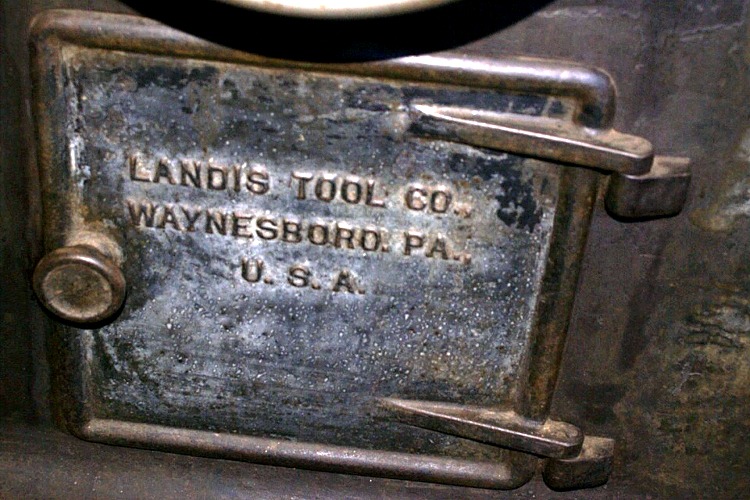 LANDIS TOOL CO.,
WAYNESBORO. PA.,
U. S. A.